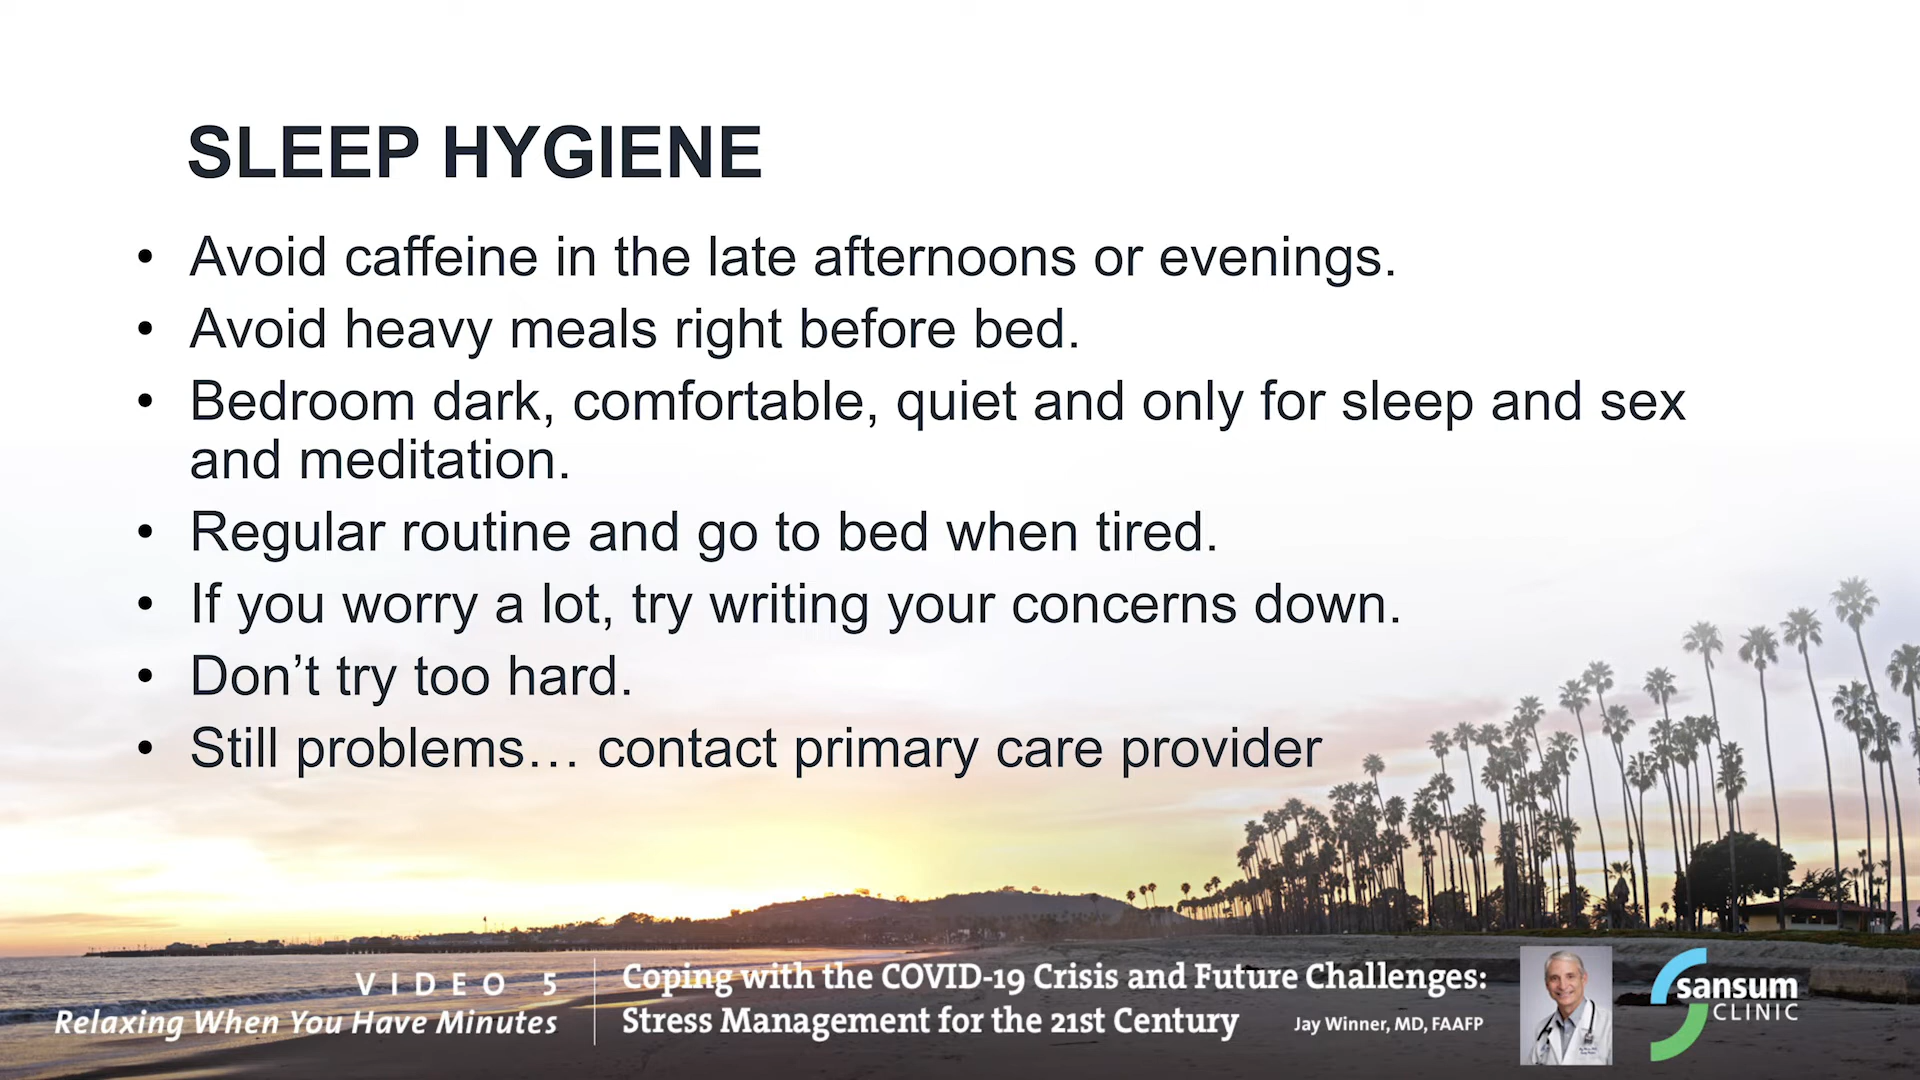 SLEEP HYGIENE
• Avoid caffeine in the late afternoons or evenings.
• Avoid heavy meals right before bed.
• Bedroom dark, comfortable, quiet and only for sleep and sex
and meditation.
• Regular routine and go to bed when tired.
• If you worry a lot, try writing your concerns down.
• Don’t try too hard.
• Still problems… contact primary care provider
VIDEO 5
Relaxing When You Have Minutes
Coping with the COVID-19 Crisis and Future Challenges:
Stress Management for the 21st Century
Jay Winner, MD, FAAFP
sansum
CLINIC